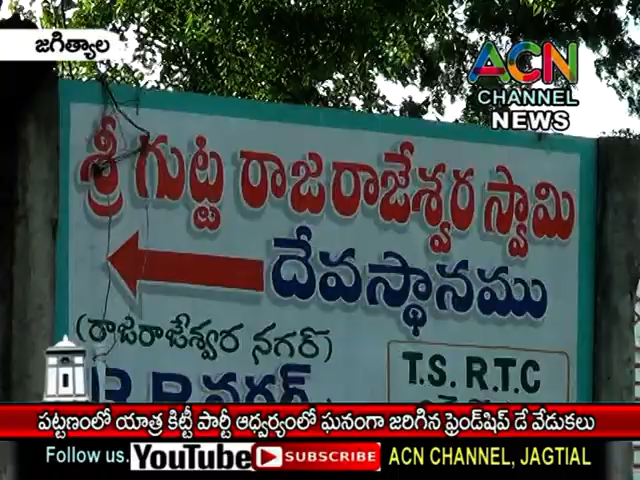 జగిత్యాల
ACN
CHANNEL
NEWS
శ్రీ గుట్ట రాజరాజేశ్వర స్వామి
దేవస్థానము
(రాజరాజేశ్వర నగర్)
T.S. R.T.C
పట్టణంలో యాత్ర కిట్టీ పార్టీ ఆధ్వర్యంలో ఘనంగా జరిగిన ఫ్రెండ్‌షిప్ డే వేడుకలు
Follow us. YouTube SUBSCRIBE ACN CHANNEL, JAGTIAL